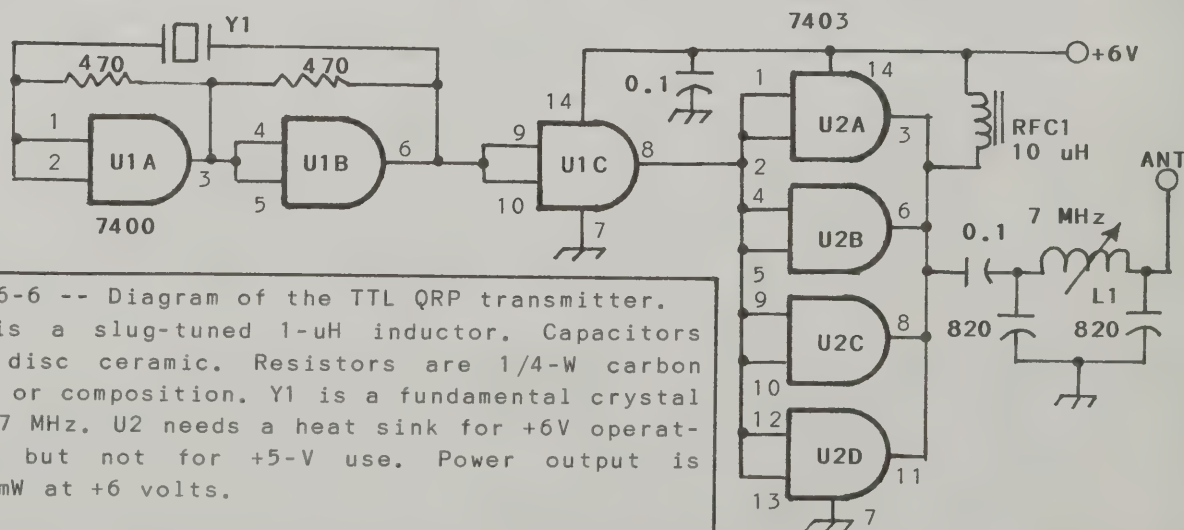 Y1
7403
470
470
+6V
0.1
14
1
14
U2A
3
RFC1
10 uH
1
2
U1A
3
7400
4
5
U1B
6
9
10
U1C
8
7
2
ANT
4
5
U2B
6
7 MHz
0.1
L1
820
820
9
10
U2C
8
12
13
U2D
11
7
6-6 -- Diagram of the TTL QRP transmitter.
is a slug-tuned 1-uH inductor. Capacitors
disc ceramic. Resistors are 1/4-W carbon
or composition. Y1 is a fundamental crystal
7 MHz. U2 needs a heat sink for +6V operat-
but not for +5-V use. Power output is
mW at +6 volts.